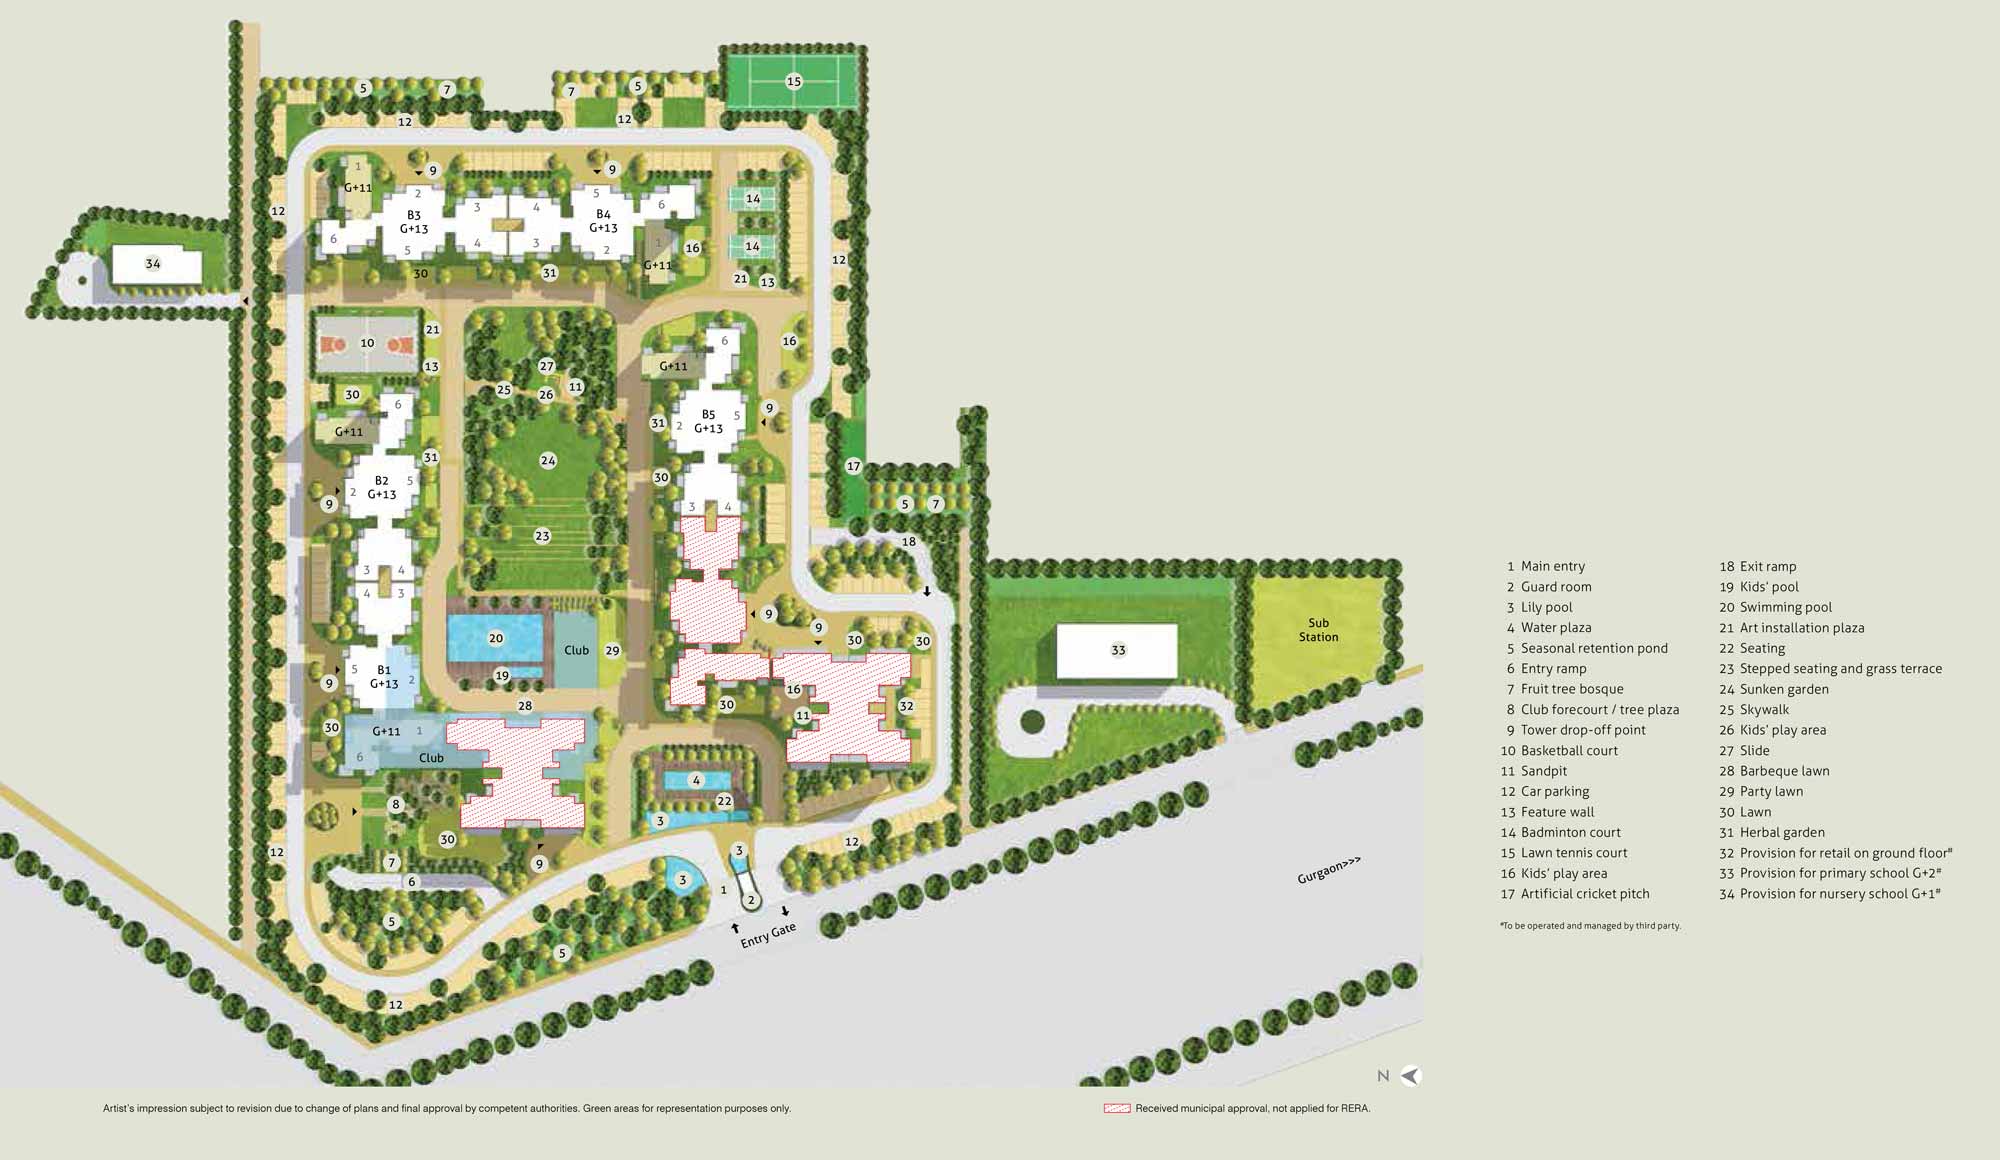 15
5
7
7
5
12
12
1
G+11
9
9
2
3
4
5
6
B3
G+13
B4
G+13
12
14
6
5
4
3
2
1
16
14
12
34
30
31
G+11
21
13
10
21
13
6
16
27
25
26
11
G+11
30
6
9
G+11
31
2
B5
G+13
5
31
24
30
17
B2
G+13
2
5
9
3
4
5
7
23
18
3
4
4
3
9
9
20
Club
29
30
30
33
Sub
Station
5
B1
G+13
2
9
19
16
28
30
11
32
30
G+11
1
6
Club
4
8
22
3
30
12
12
7
9
3
6
3
1
2
5
5
Entry Gate
12
Gurgaon>>>
N
1 Main entry
2 Guard room
3 Lily pool
4 Water plaza
5 Seasonal retention pond
6 Entry ramp
7 Fruit tree bosque
8 Club forecourt / tree plaza
9 Tower drop-off point
10 Basketball court
11 Sandpit
12 Car parking
13 Feature wall
14 Badminton court
15 Lawn tennis court
16 Kids' play area
17 Artificial cricket pitch
18 Exit ramp
19 Kids' pool
20 Swimming pool
21 Art installation plaza
22 Seating
23 Stepped seating and grass terrace
24 Sunken garden
25 Skywalk
26 Kids' play area
27 Slide
28 Barbeque lawn
29 Party lawn
30 Lawn
31 Herbal garden
32 Provision for retail on ground floor#
33 Provision for primary school G+2#
34 Provision for nursery school G+1#
#To be operated and managed by third party.
Artist's impression subject to revision due to change of plans and final approval by competent authorities. Green areas for representation purposes only.
Received municipal approval, not applied for RERA.